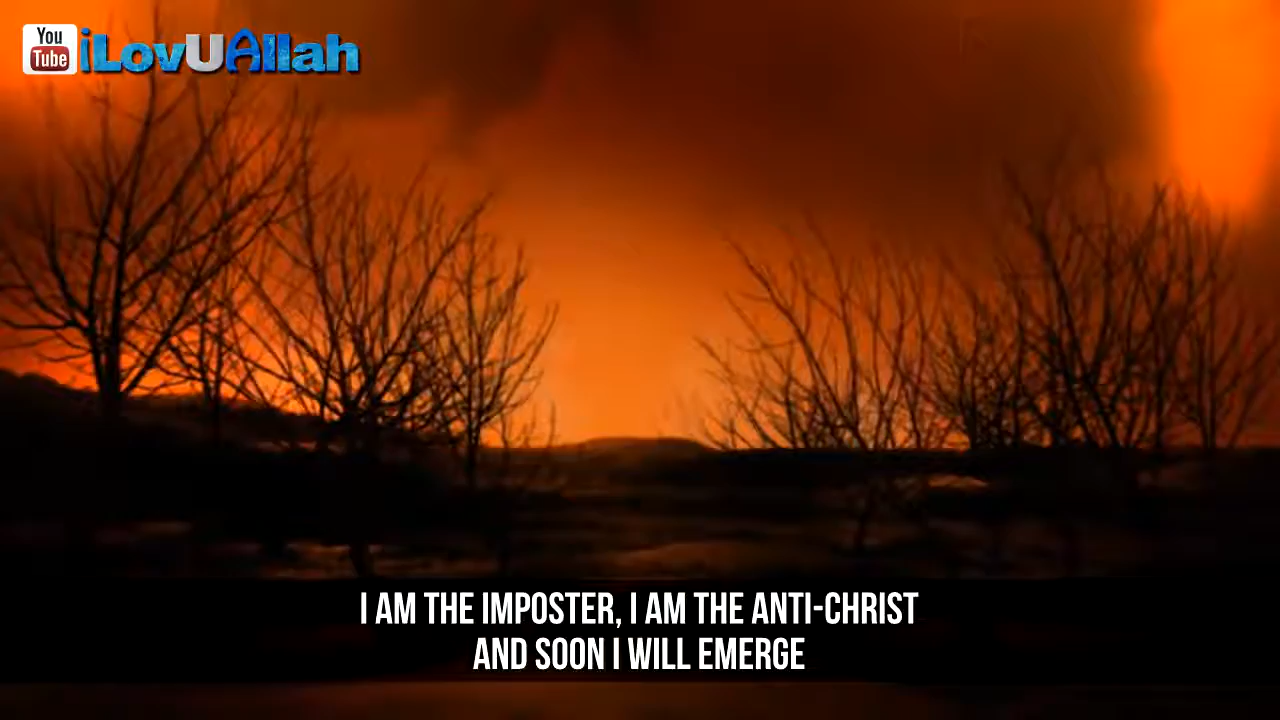 You
Tube
iLovUAllah
I AM THE IMPOSTER, I AM THE ANTI-CHRIST
AND SOON I WILL EMERGE